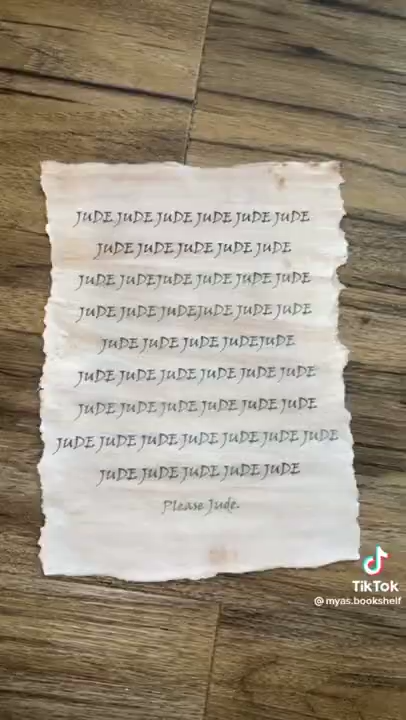 JUDE JUDE JUDE JUDE JUDE JUDE
JUDE JUDE JUDE JUDE JUDE
JUDE JUDEJUDE JUDE JUDE JUDE
JUDE JUDE JUDEJUDE JUDE JUDE
JUDE JUDE JUDE JUDEJUDE
JUDE JUDE JUDE JUDE JUDE JUDE
JUDE JUDE JUDE JUDE JUDE JUDE
JUDE JUDE JUDE JUDE JUDE JUDE JUDE
JUDE JUDE JUDE JUDE JUDE
Please Jude.
TikTok
@myas.bookshelf